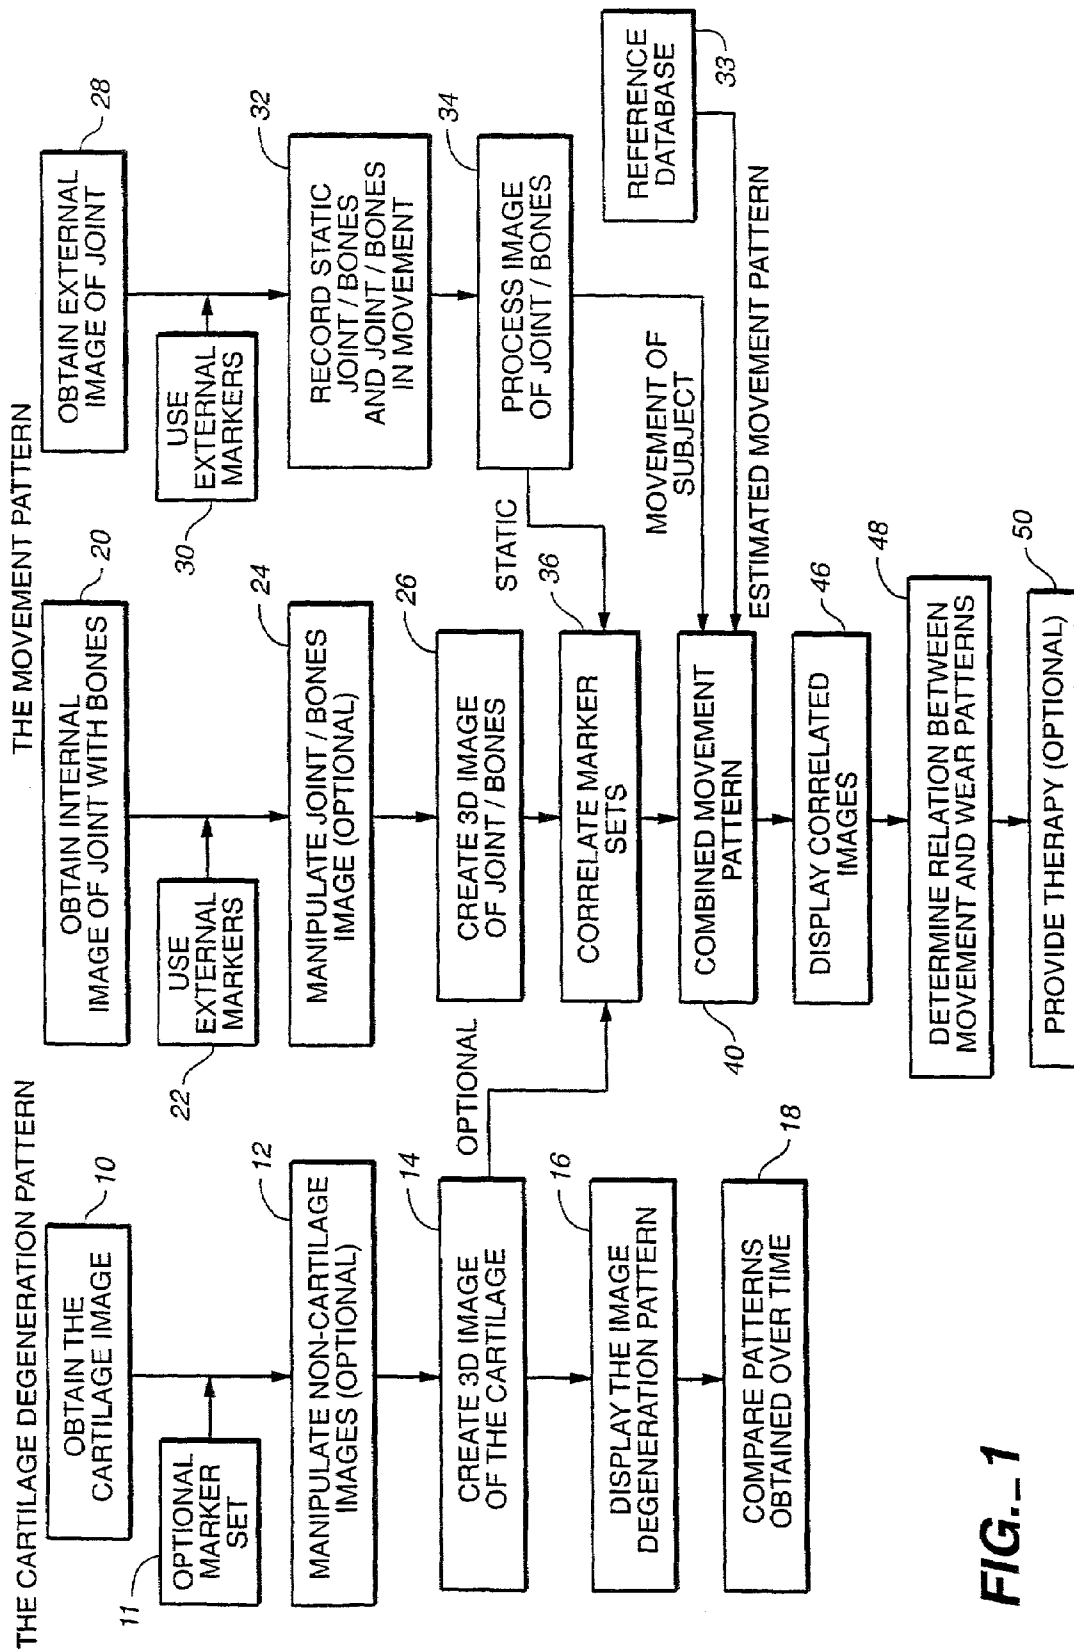 THE CARTILAGE DEGENERATION PATTERN
10
OBTAIN THE
CARTILAGE IMAGE
11
OPTIONAL
MARKER
SET
12
MANIPULATE NON-CARTILAGE
IMAGES (OPTIONAL)
14
CREATE 3D IMAGE
OF THE CARTILAGE
OPTIONAL
16
DISPLAY THE IMAGE
DEGENERATION PATTERN
18
COMPARE PATTERNS
OBTAINED OVER TIME
THE MOVEMENT PATTERN
20
OBTAIN INTERNAL
IMAGE OF JOINT WITH BONES
22
USE
EXTERNAL
MARKERS
24
MANIPULATE JOINT / BONES
IMAGE (OPTIONAL)
26
CREATE 3D IMAGE
OF JOINT / BONES
36
CORRELATE MARKER
SETS
40
COMBINED MOVEMENT
PATTERN
46
DISPLAY CORRELATED
IMAGES
48
DETERMINE RELATION BETWEEN
MOVEMENT AND WEAR PATTERNS
50
PROVIDE THERAPY (OPTIONAL)
28
OBTAIN EXTERNAL
IMAGE OF JOINT
30
USE
EXTERNAL
MARKERS
32
RECORD STATIC
JOINT / BONES
AND JOINT / BONES
IN MOVEMENT
34
PROCESS IMAGE
OF JOINT / BONES
STATIC
MOVEMENT OF
SUBJECT
REFERENCE
DATABASE
33
ESTIMATED MOVEMENT PATTERN
FIG._1